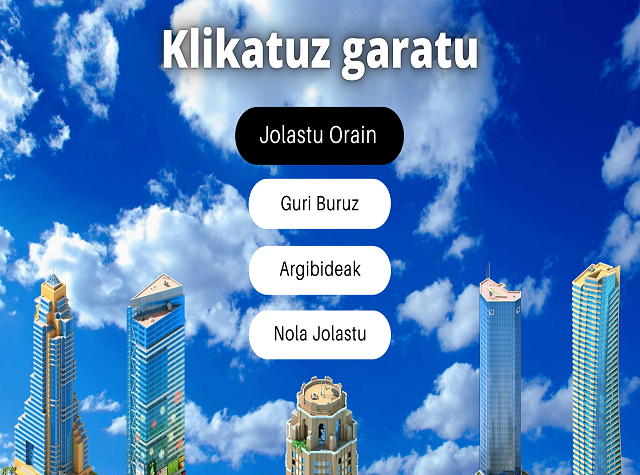 Klikatuz garatu
Jolastu Orain
Guri Buruz
Argibideak
Nola Jolastu